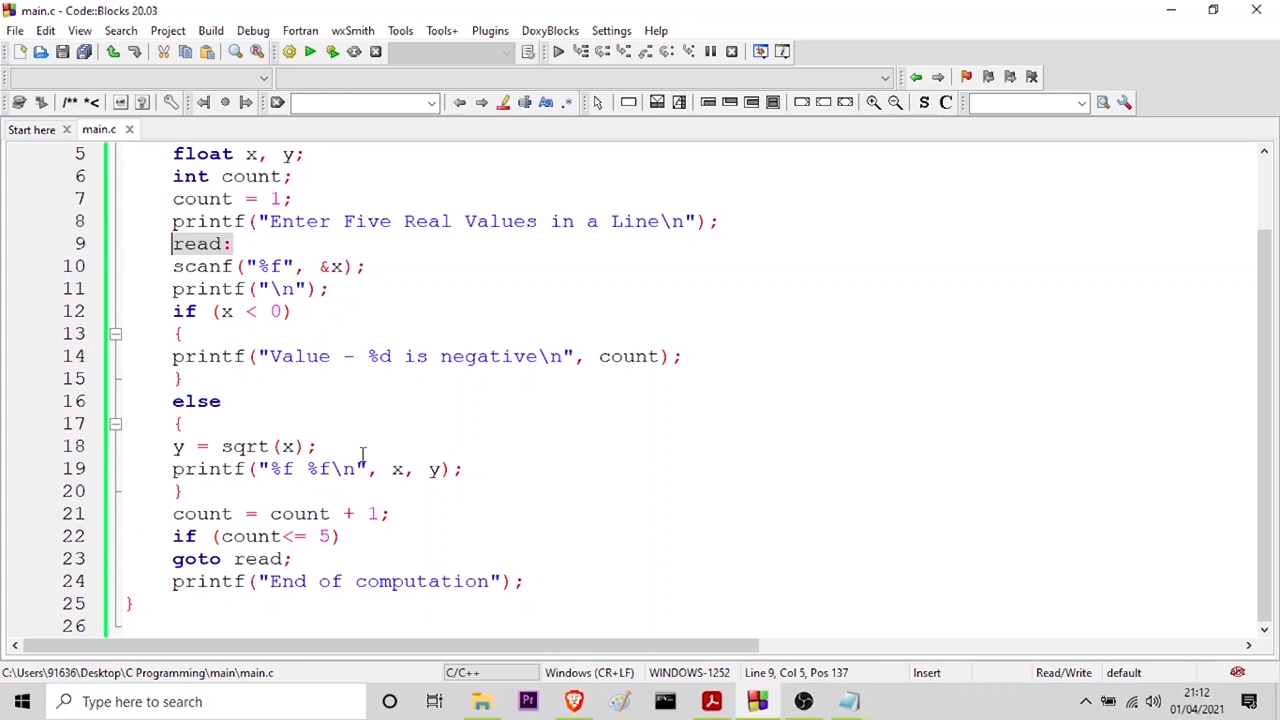 main.c - Code::Blocks 20.03
File Edit View Search Project Build Debug Fortran wxSmith Tools Tools+ Plugins DoxyBlocks Settings Help
/** *<
S C
Start here main.c
5 float x, y;
6 int count;
7 count = 1;
8 printf("Enter Five Real Values in a Line\n");
9 read:
10 scanf("%f", &x);
11 printf("\n");
12 if (x < 0)
13 {
14 printf("Value - %d is negative\n", count);
15 }
16 else
17 {
18 y = sqrt(x);
19 printf("%f %f\n", x, y);
20 }
21 count = count + 1;
22 if (count<= 5)
23 goto read;
24 printf("End of computation");
25 }
26
C:\Users\91636\Desktop\C Programming\main\main.c C/C++ Windows (CR+LF) WINDOWS-1252 Line 9, Col 5, Pos 137 Insert Read/Write default
Type here to search
Pr
21:12
01/04/2021